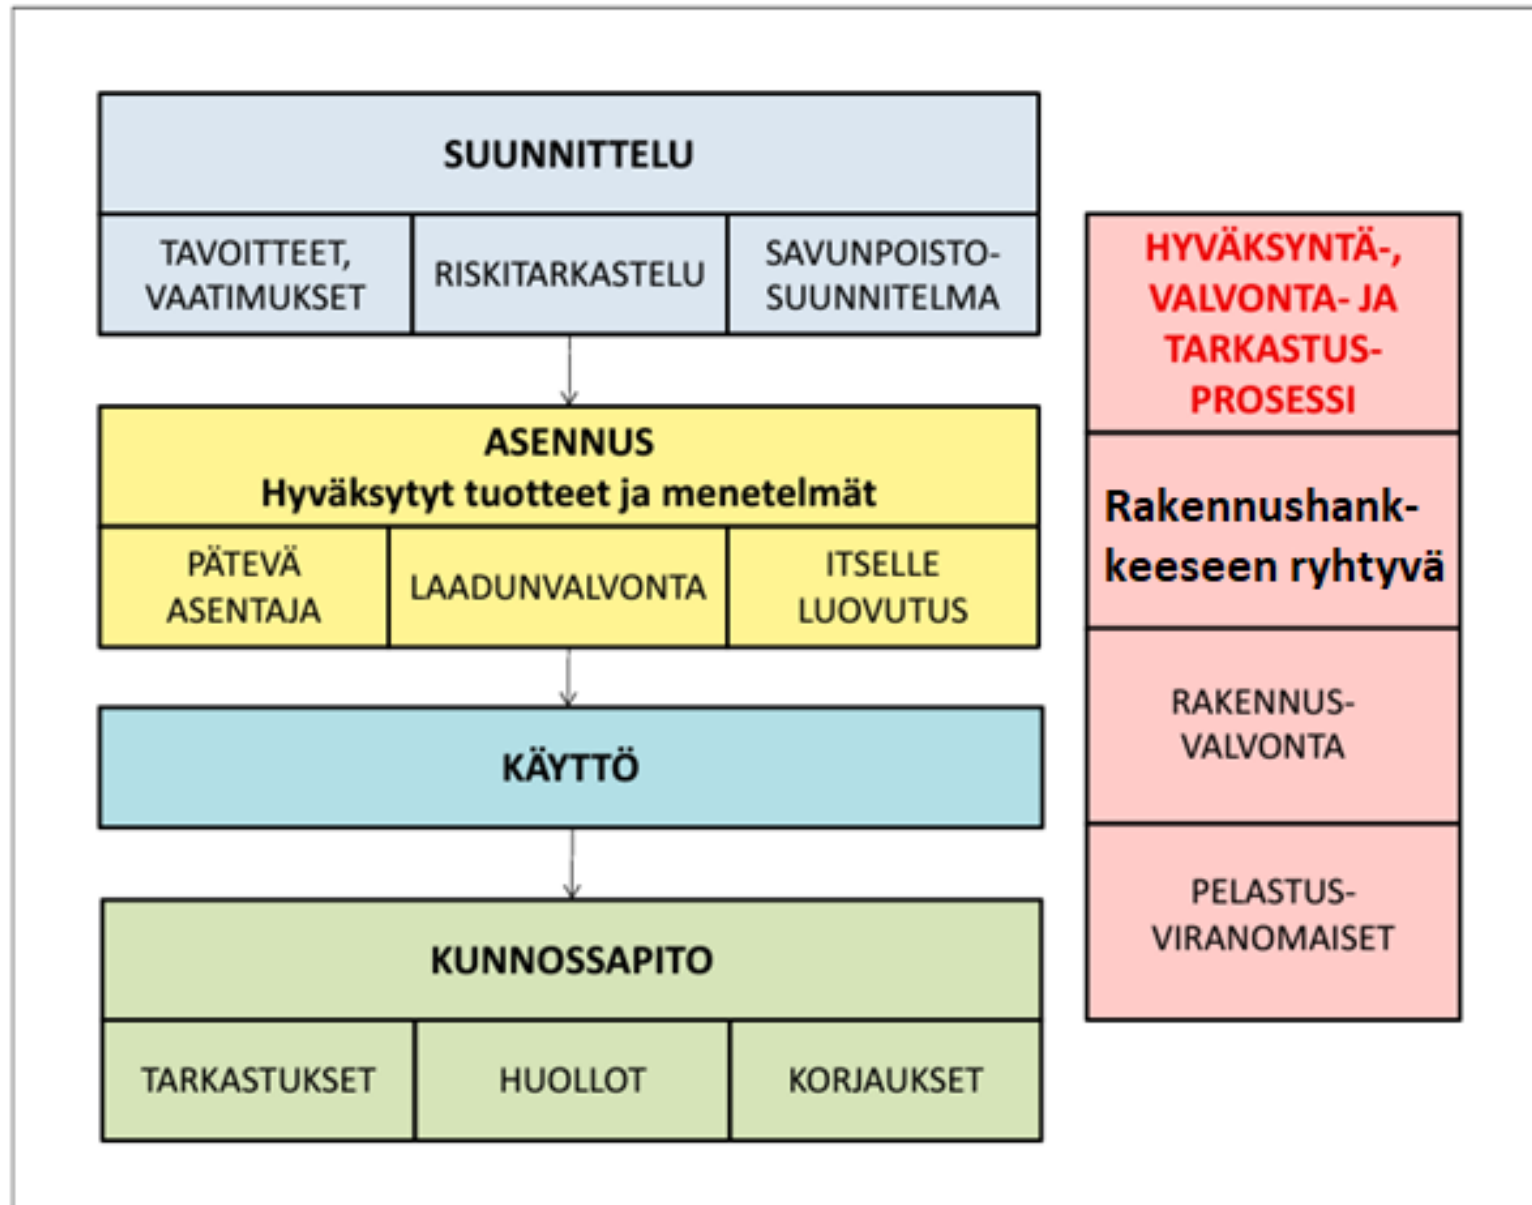 SUUNNITTELU
TAVOITTEET,
VAATIMUKSET
RISKITARKASTELU
SAVUNPOISTO-
SUUNNITELMA
ASENNUS
Hyväksytyt tuotteet ja menetelmät
PÄTEVÄ
ASENTAJA
LAADUNVALVONTA
ITSELLE
LUOVUTUS
KÄYTTÖ
KUNNOSSAPITO
TARKASTUKSET
HUOLLOT
KORJAUKSET
HYVÄKSYNTÄ-,
VALVONTA- JA
TARKASTUS-
PROSESSI
Rakennushank-
keeseen ryhtyvä
RAKENNUS-
VALVONTA
PELASTUS-
VIRANOMAISET